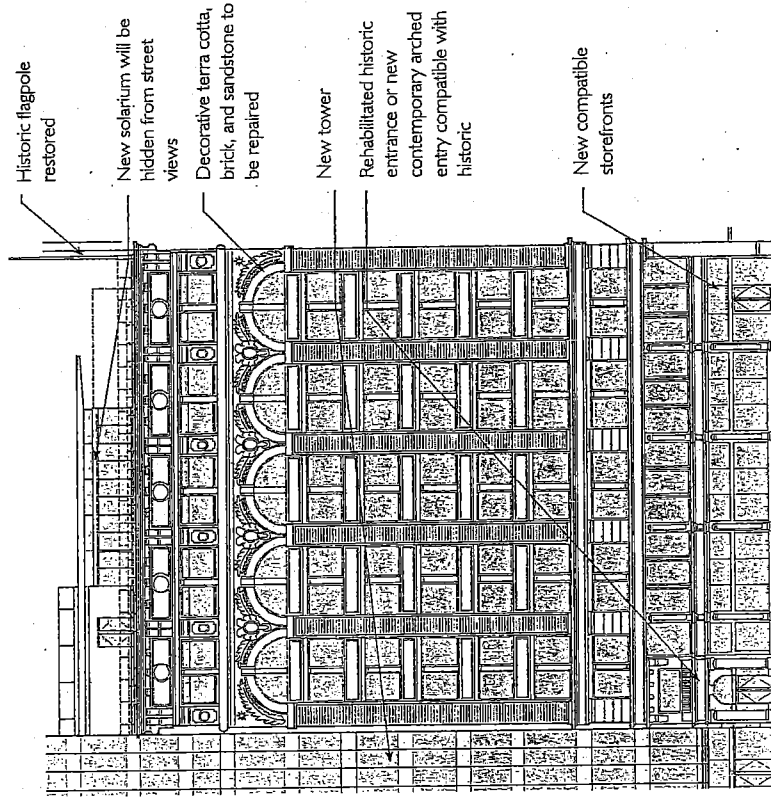 Historic flagpole
restored
New solarium will be
hidden from street
views
Decorative terra cotta,
brick, and sandstone to
be repaired
New tower
Rehabilitated historic
entrance or new
contemporary arched
entry compatible with
historic
New compatible
storefronts